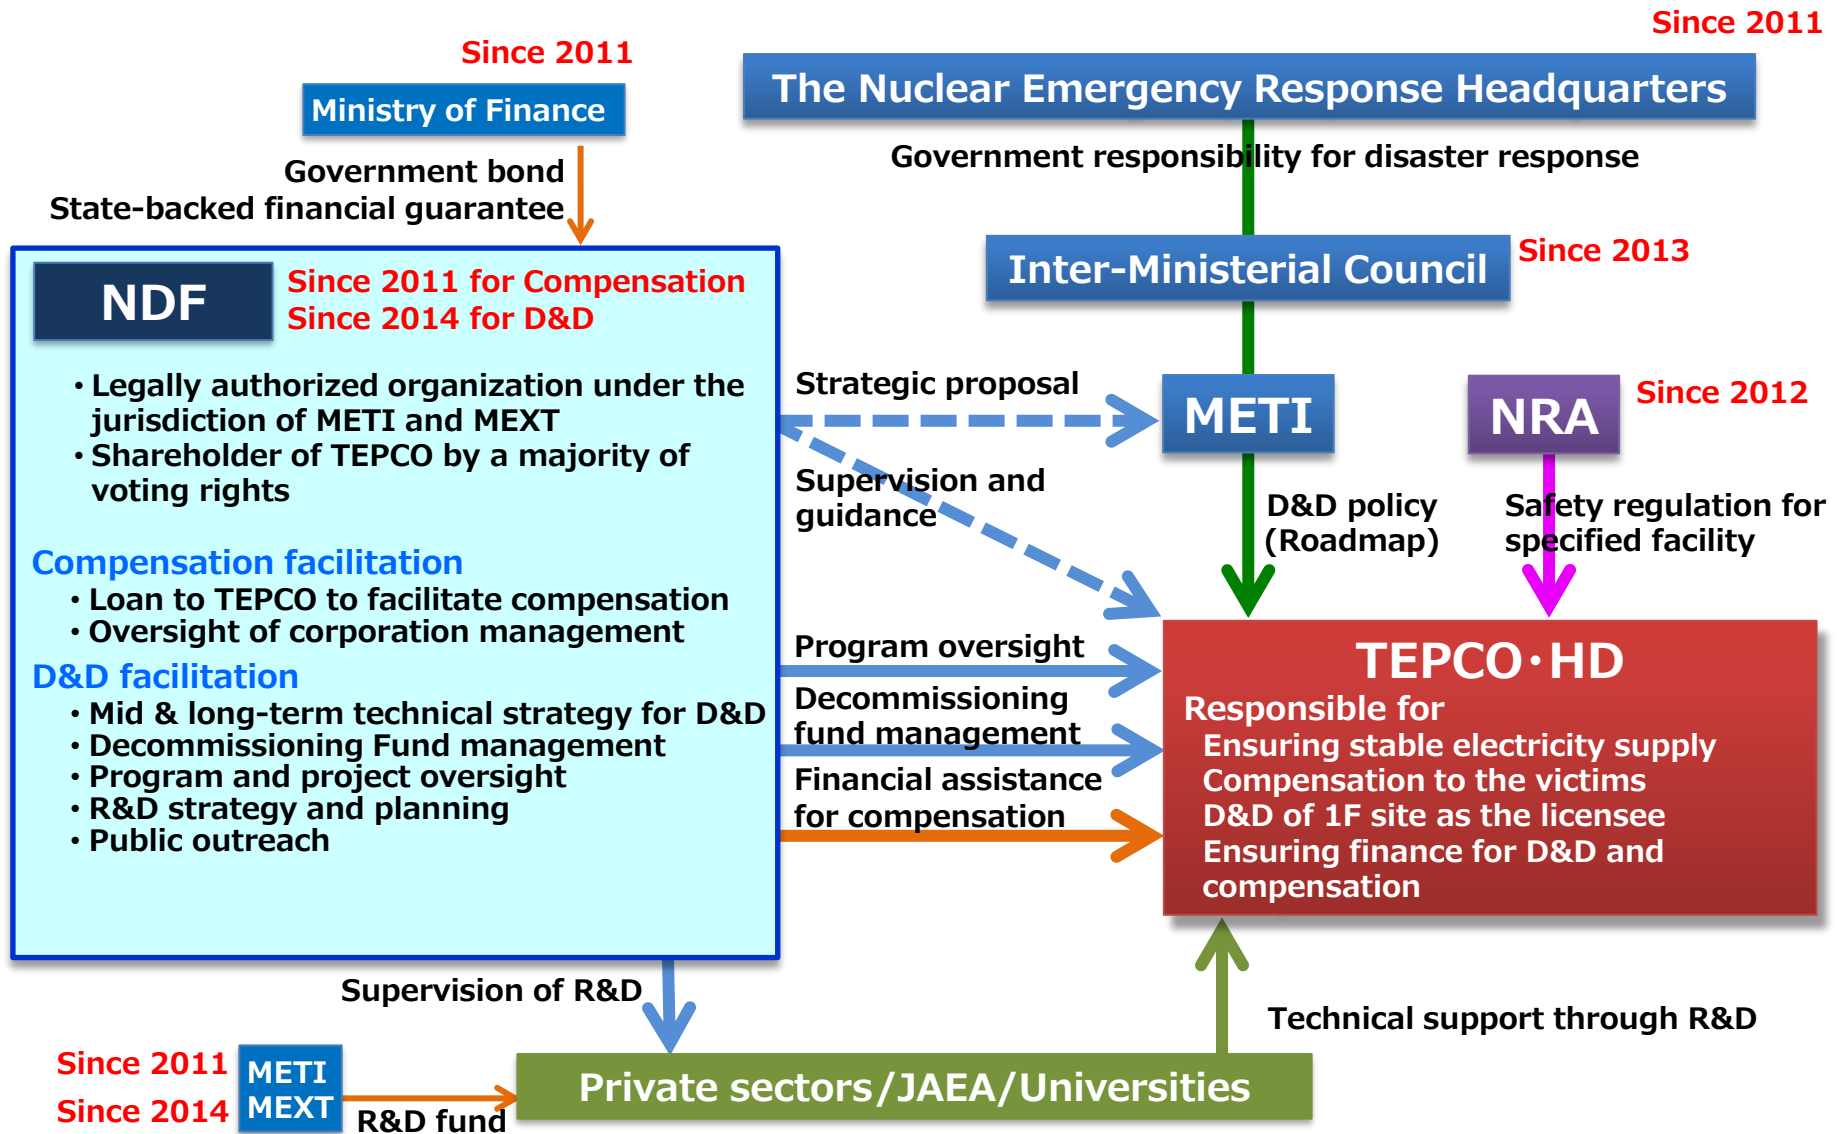 Since 2011
Ministry of Finance
Government bond
State-backed financial guarantee
Since 2011
The Nuclear Emergency Response Headquarters
Government responsibility for disaster response
Inter-Ministerial Council
Since 2013
NDF
Since 2011 for Compensation
Since 2014 for D&D
・Legally authorized organization under the
jurisdiction of METI and MEXT
・Shareholder of TEPCO by a majority of
voting rights
Compensation facilitation
・Loan to TEPCO to facilitate compensation
・Oversight of corporation management
D&D facilitation
・Mid & long-term technical strategy for D&D
・Decommissioning Fund management
・Program and project oversight
・R&D strategy and planning
・Public outreach
Strategic proposal
Supervision and
guidance
METI
NRA
Since 2012
D&D policy
(Roadmap)
Safety regulation for
specified facility
Program oversight
Decommissioning
fund management
Financial assistance
for compensation
TEPCO・HD
Responsible for
Ensuring stable electricity supply
Compensation to the victims
D&D of 1F site as the licensee
Ensuring finance for D&D and
compensation
Supervision of R&D
Technical support through R&D
Since 2011
Since 2014
METI
MEXT
R&D fund
Private sectors/JAEA/Universities